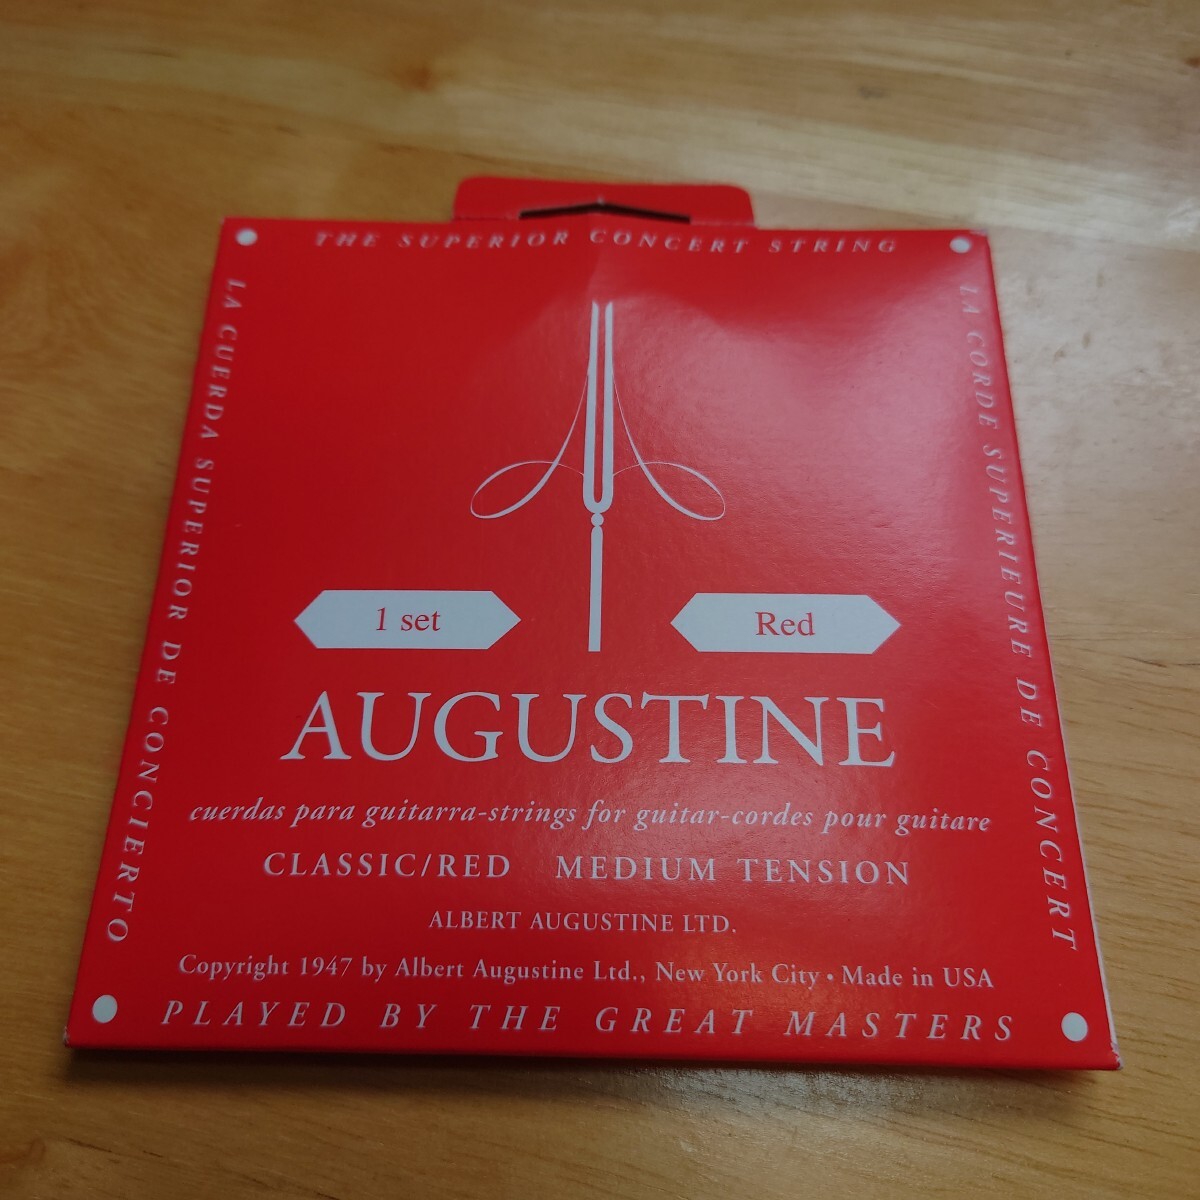 THE SUPERIOR CONCERT STRING
LA CUERDA SUPERIOR DE CONCIERTO
LA CORDE SUPERIEURE DE CONCERT
1 set
Red
AUGUSTINE
cuerdas para guitarra-strings for guitar-cordes pour guitare
CLASSIC/RED MEDIUM TENSION
ALBERT AUGUSTINE LTD.
Copyright 1947 by Albert Augustine Ltd., New York City • Made in USA
PLAYED BY THE GREAT MASTERS